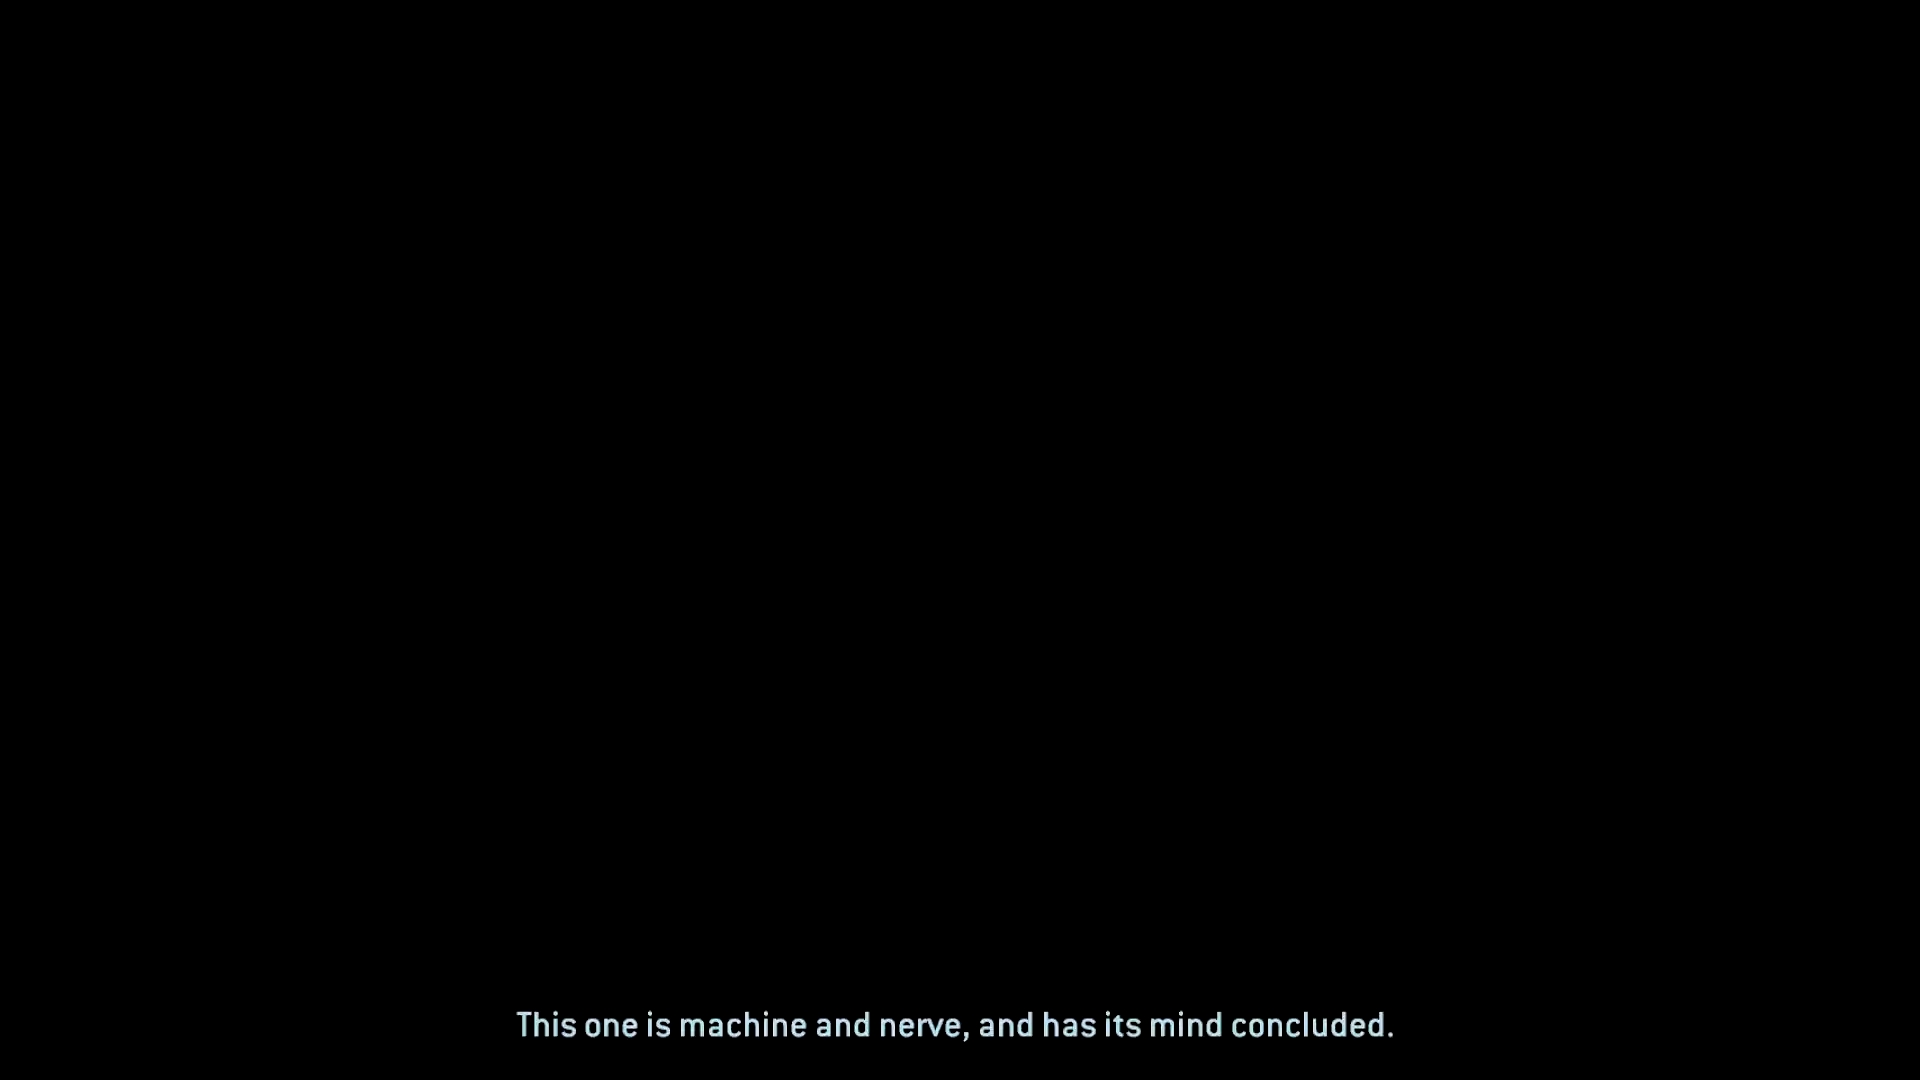 This one is machine and nerve, and has its mind concluded.